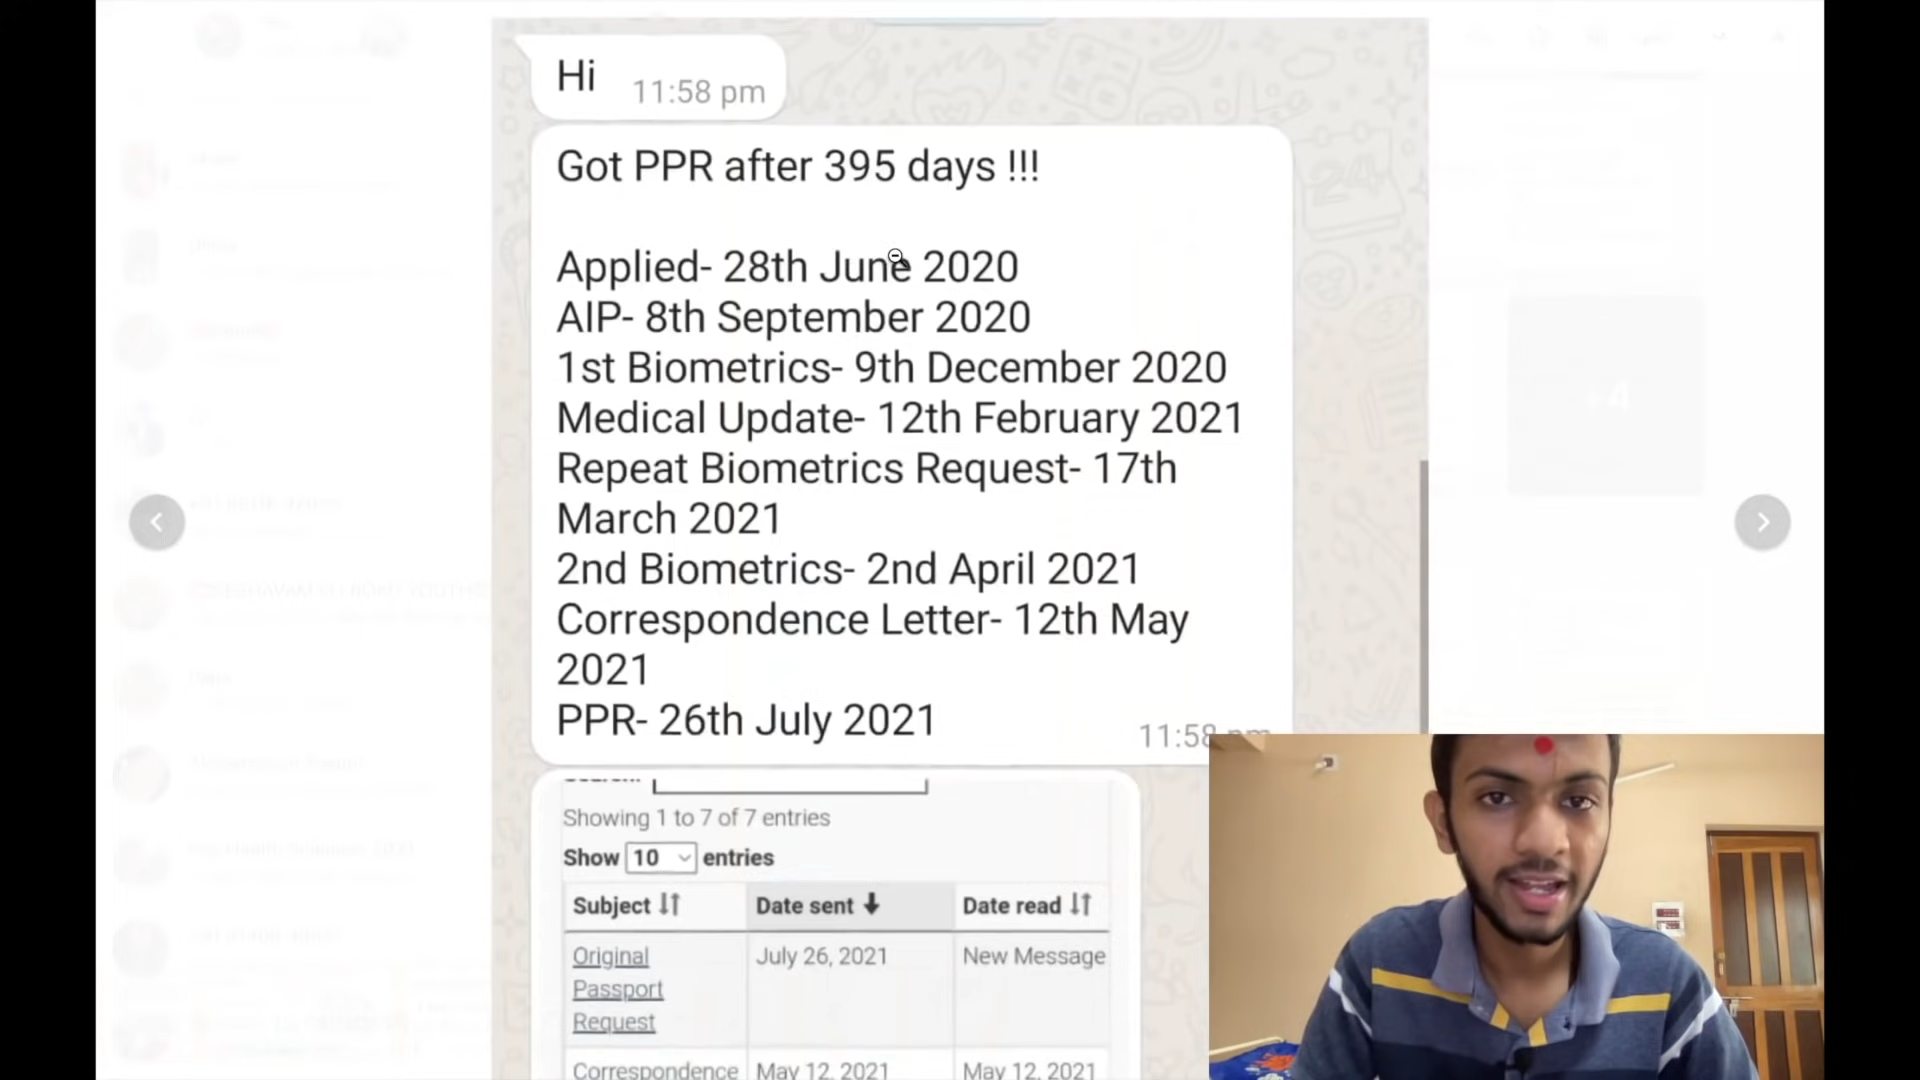 Hi 11:58 pm
Got PPR after 395 days !!!
Applied- 28th June 2020
AIP- 8th September 2020
1st Biometrics- 9th December 2020
Medical Update- 12th February 2021
Repeat Biometrics Request- 17th
March 2021
2nd Biometrics- 2nd April 2021
Correspondence Letter- 12th May
2021
PPR- 26th July 2021
11:58 pm
Showing 1 to 7 of 7 entries
Show 10 entries
Subject Date sent Date read
Original July 26, 2021 New Message
Passport
Request
Correspondence May 12, 2021 May 12, 2021